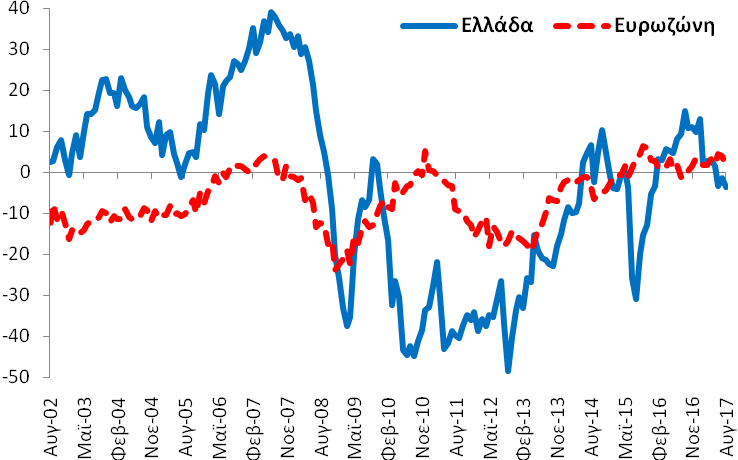 Ελλάδα
Ευρωζώνη
40
30
20
10
0
-10
-20
-30
-40
-50
Αυγ-02
Μαϊ-03
Φεβ-04
Νοε-04
Αυγ-05
Μαϊ-06
Φεβ-07
Νοε-07
Αυγ-08
Μαϊ-09
Φεβ-10
Νοε-10
Αυγ-11
Μαϊ-12
Φεβ-13
Νοε-13
Αυγ-14
Μαϊ-15
Φεβ-16
Νοε-16
Αυγ-17